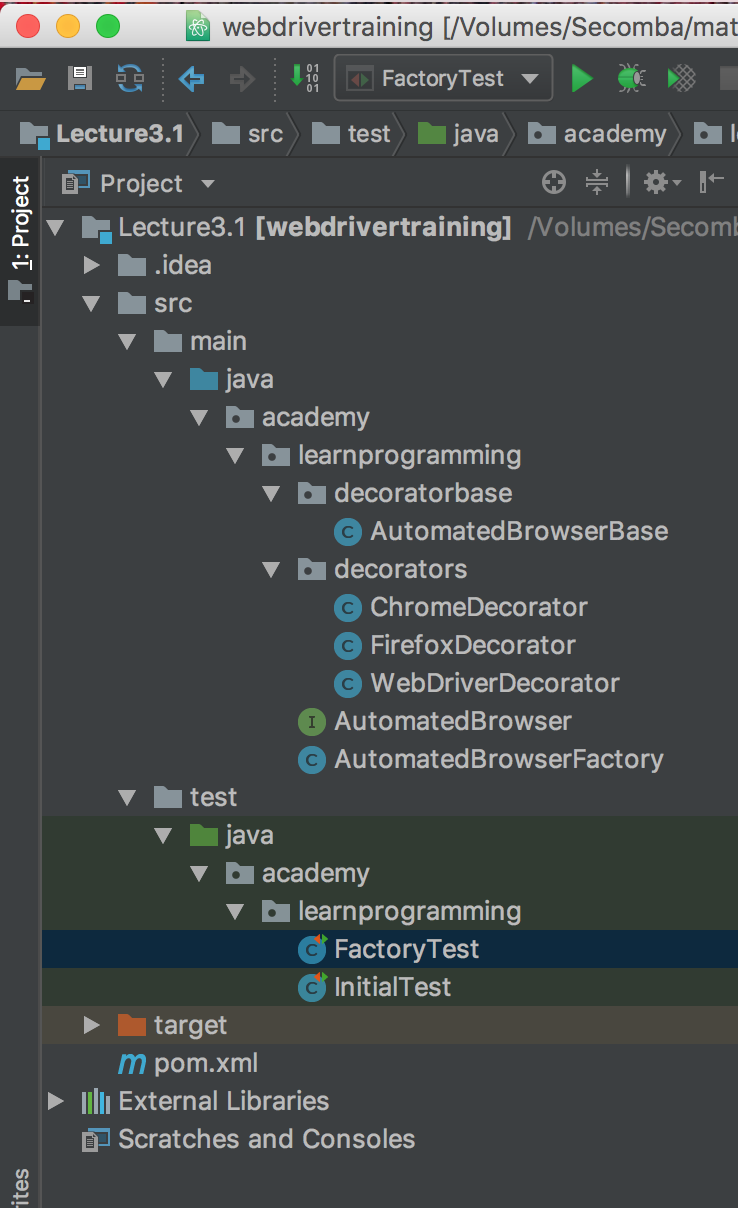 webdrivertraining [/Volumes/Secomba/mat
FactoryTest
Lecture3.1 src test java academy
1: Project
Project
Lecture3.1 [webdrivertraining] /Volumes/Secomb
.idea
src
main
java
academy
learnprogramming
decoratorbase
C AutomatedBrowserBase
decorators
C ChromeDecorator
C FirefoxDecorator
C WebDriverDecorator
I AutomatedBrowser
C AutomatedBrowserFactory
test
java
academy
learnprogramming
C FactoryTest
C InitialTest
target
m pom.xml
External Libraries
Scratches and Consoles
rites